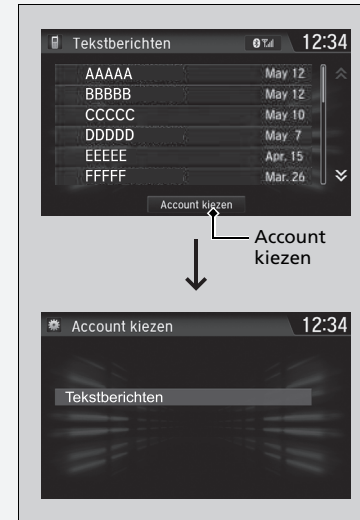 Tekstberichten 12:34
AAAAA May 12
BBBBB May 12
CCCCC May 10
DDDDD May 7
EEEEE Apr. 15
FFFFF Mar. 26
Account kiezen
Account
kiezen
Account kiezen 12:34
Tekstberichten